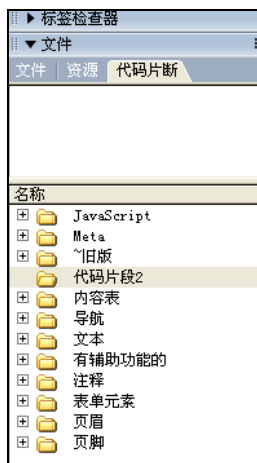 标签检查器
文件
文件 资源 代码片断
名称
JavaScript
Meta
~旧版
代码片段2
内容表
导航
文本
有辅助功能的
注释
表单元素
页眉
页脚